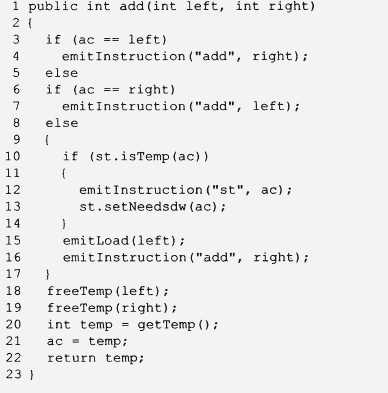 1 public int add(int left, int right)
2 {
3   if (ac == left)
4     emitInstruction("add", right);
5   else
6   if (ac == right)
7     emitInstruction("add", left);
8   else
9   {
10     if (st.isTemp(ac))
11     {
12       emitInstruction("st", ac);
13       st.setNeedsdw(ac);
14     }
15     emitLoad(left);
16     emitInstruction("add", right);
17   }
18   freeTemp(left);
19   freeTemp(right);
20   int temp = getTemp();
21   ac = temp;
22   return temp;
23 }